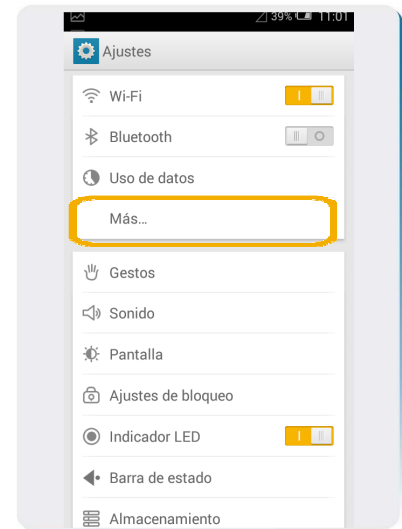 39% 11:01
Ajustes
Wi-Fi
Bluetooth
Uso de datos
Más...
Gestos
Sonido
Pantalla
Ajustes de bloqueo
Indicador LED
Barra de estado
Almacenamiento